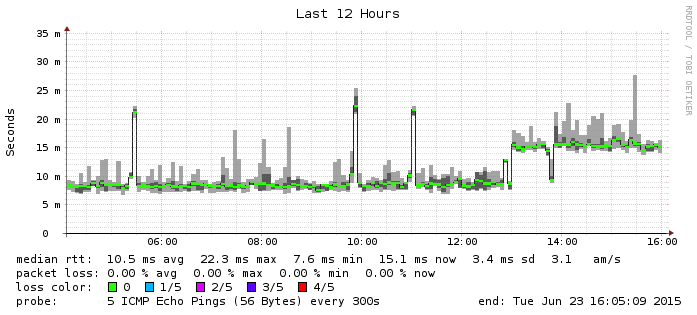 Last 12 Hours
RRDTOOL / TOBI OETIKER
Seconds
35 m
30 m
25 m
20 m
15 m
10 m
5 m
0
06:00 08:00 10:00 12:00 14:00 16:00
median rtt: 10.5 ms avg 22.3 ms max 7.6 ms min 15.1 ms now 3.4 ms sd 3.1 am/s
packet loss: 0.00 % avg 0.00 % max 0.00 % min 0.00 % now
loss color: 0 1/5 2/5 3/5 4/5
probe: 5 ICMP Echo Pings (56 Bytes) every 300s end: Tue Jun 23 16:05:09 2015